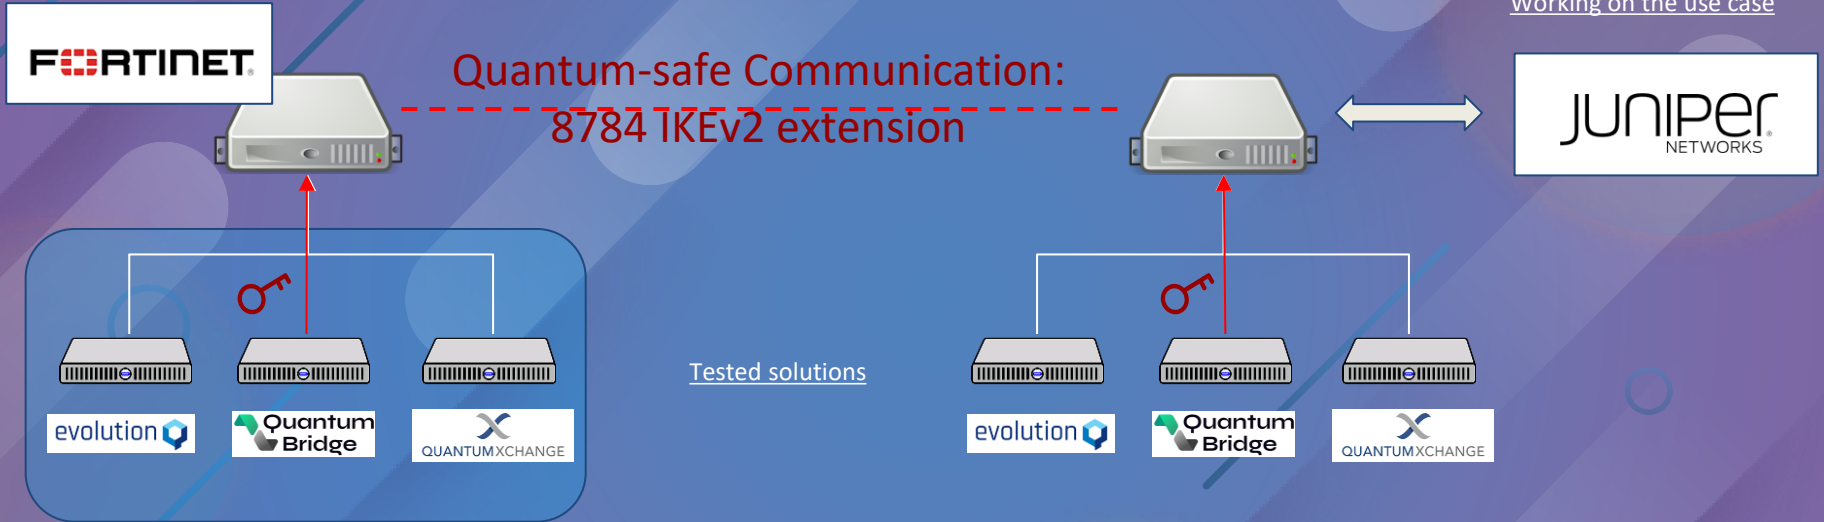 Working on the use case
FORTINET
Quantum-safe Communication:
8784 IKEv2 extension
JUNIPER
NETWORKS
Tested solutions
evolution
Quantum
Bridge
QUANTUMXCHANGE
evolution
Quantum
Bridge
QUANTUMXCHANGE